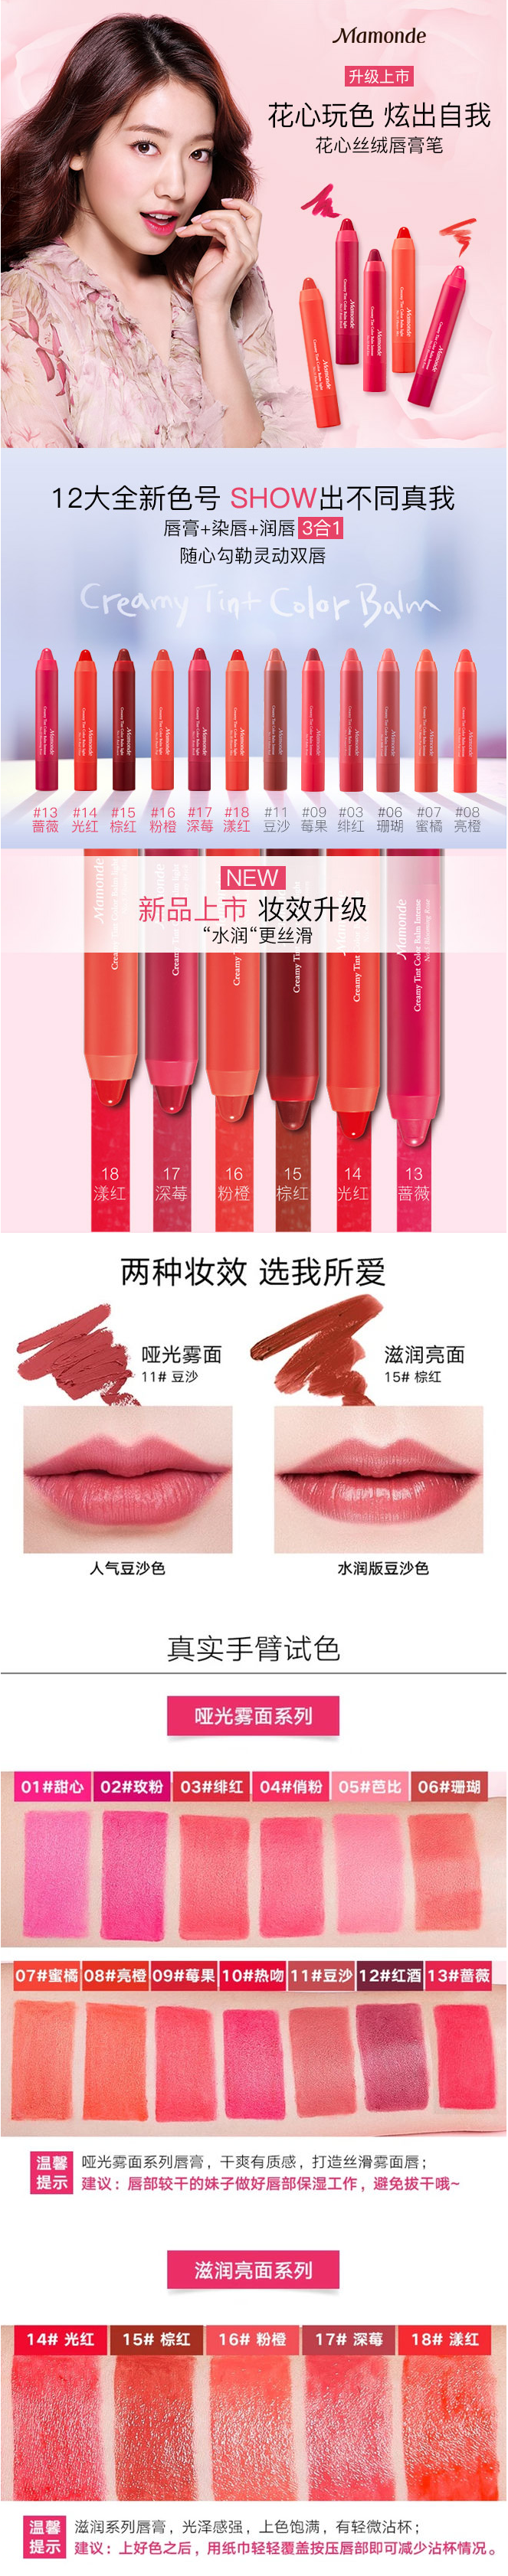 Mamonde
升级上市
花心玩色 炫出自我
花心丝绒唇膏笔
12大全新色号 SHOW出不同真我
唇膏+染唇+润唇 3合1
随心勾勒灵动双唇
Creamy Tint Color Balm
#13 #14 #15 #16 #17 #18 #11 #09 #03 #06 #07 #08
蔷薇 光红 棕红 粉橙 深莓 漾红 豆沙 莓果 绯红 珊瑚 蜜橘 亮橙
NEW
新品上市 妆效升级
“水润“更丝滑
Mamonde
Creamy Tint Color Balm Intense
18 17 16 15 14 13
漾红 深莓 粉橙 棕红 光红 蔷薇
两种妆效 选我所爱
哑光雾面
11# 豆沙
滋润亮面
15# 棕红
人气豆沙色
水润版豆沙色
真实手臂试色
哑光雾面系列
01#甜心 02#玫粉 03#绯红 04#俏粉 05#芭比 06#珊瑚
07#蜜橘 08#亮橙 09#莓果 10#热吻 11#豆沙 12#红酒 13#蔷薇
温馨提示
哑光雾面系列唇膏，干爽有质感，打造丝滑雾面唇；
建议：唇部较干的妹子做好唇部保湿工作，避免拔干哦~
滋润亮面系列
14# 光红 15# 棕红 16# 粉橙 17# 深莓 18# 漾红
温馨提示
滋润系列唇膏，光泽感强，上色饱满，有轻微沾杯；
建议：上好色之后，用纸巾轻轻覆盖按压唇部即可减少沾杯情况。